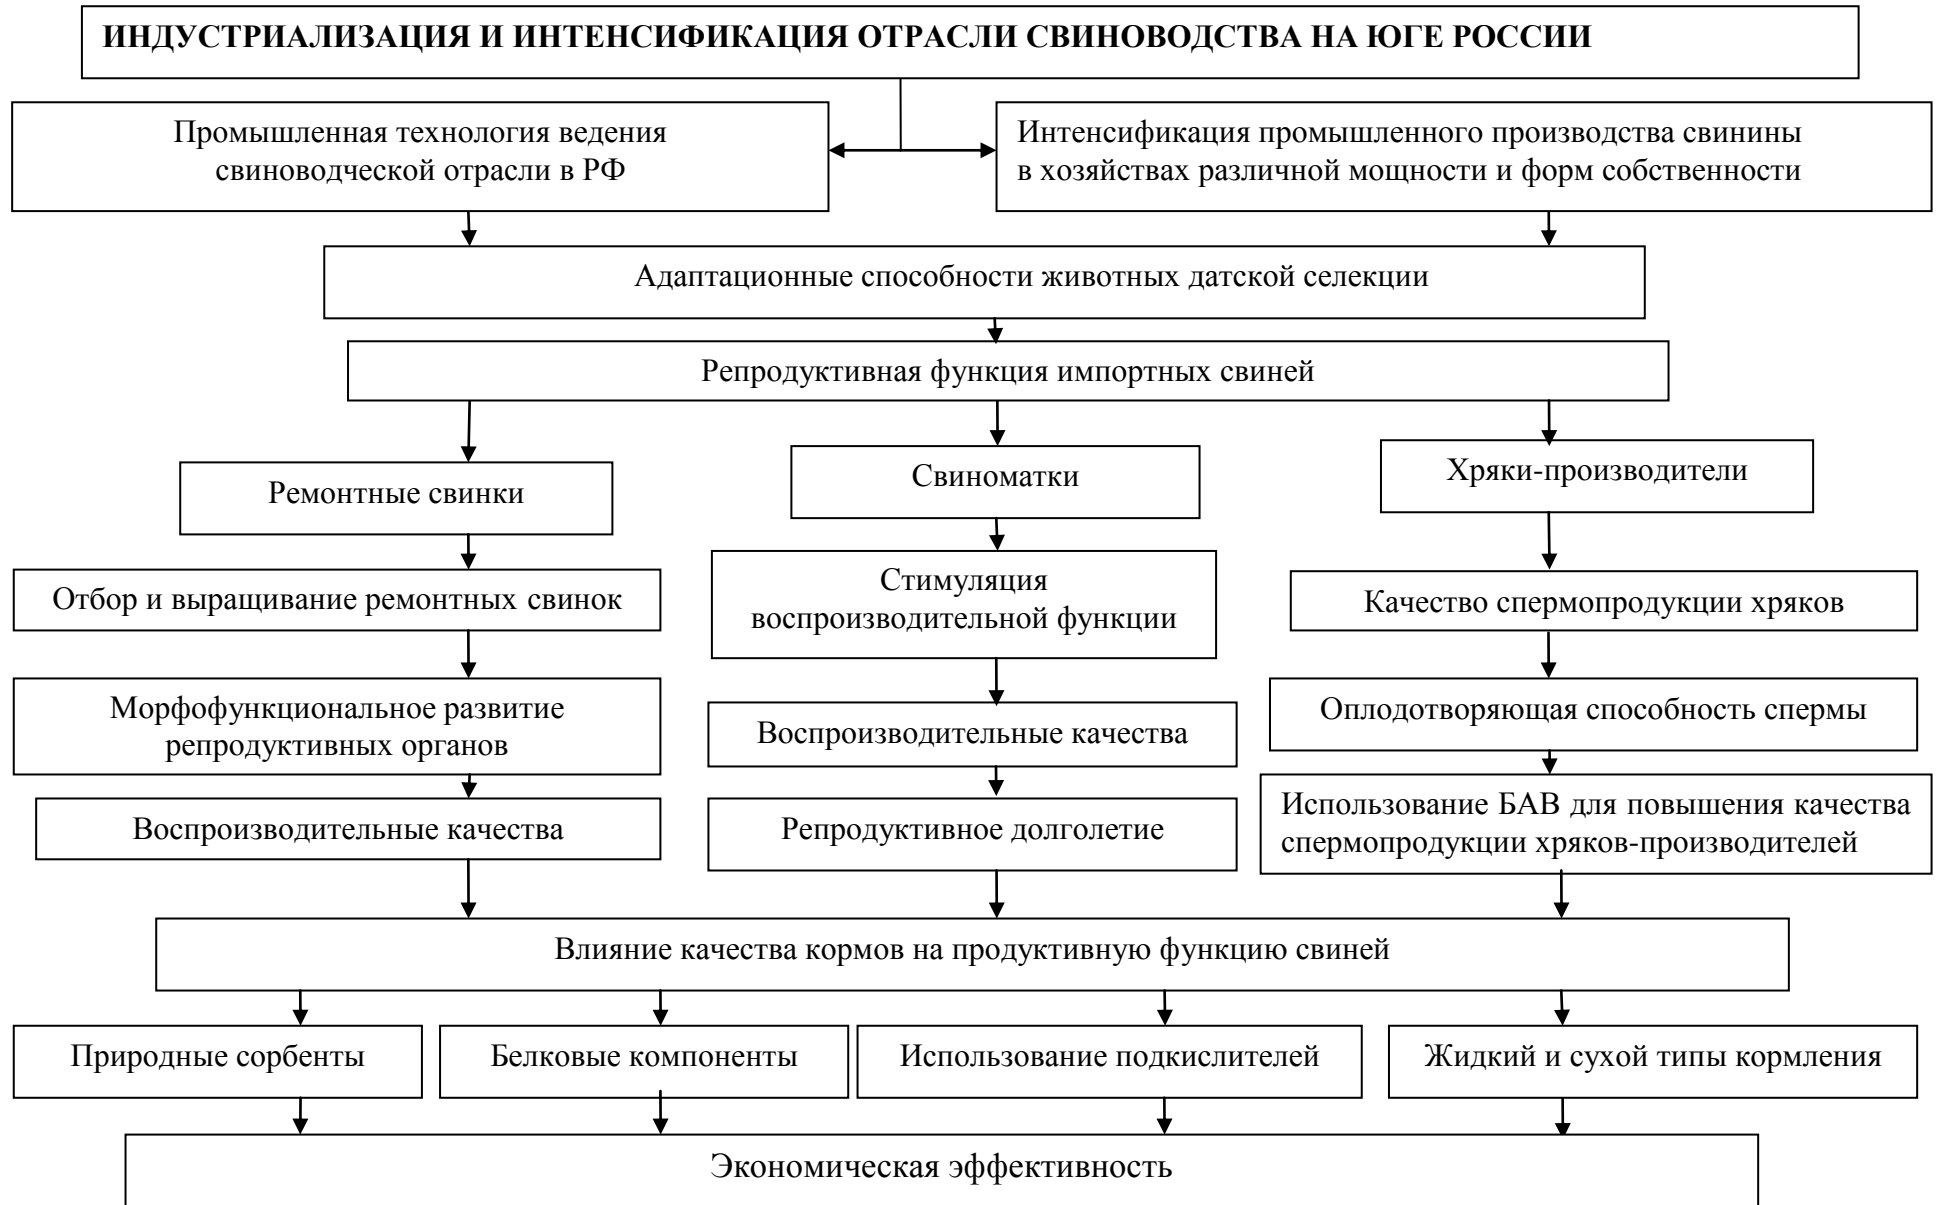 ИНДУСТРИАЛИЗАЦИЯ И ИНТЕНСИФИКАЦИЯ ОТРАСЛИ СВИНОВОДСТВА НА ЮГЕ РОССИИ
Промышленная технология ведения
свиноводческой отрасли в РФ
Интенсификация промышленного производства свинины
в хозяйствах различной мощности и форм собственности
Адаптационные способности животных датской селекции
Репродуктивная функция импортных свиней
Ремонтные свинки
Свиноматки
Хряки-производители
Отбор и выращивание ремонтных свинок
Стимуляция
воспроизводительной функции
Качество спермопродукции хряков
Морфофункциональное развитие
репродуктивных органов
Воспроизводительные качества
Оплодотворяющая способность спермы
Воспроизводительные качества
Репродуктивное долголетие
Использование БАВ для повышения качества
спермопродукции хряков-производителей
Влияние качества кормов на продуктивную функцию свиней
Природные сорбенты
Белковые компоненты
Использование подкислителей
Жидкий и сухой типы кормления
Экономическая эффективность